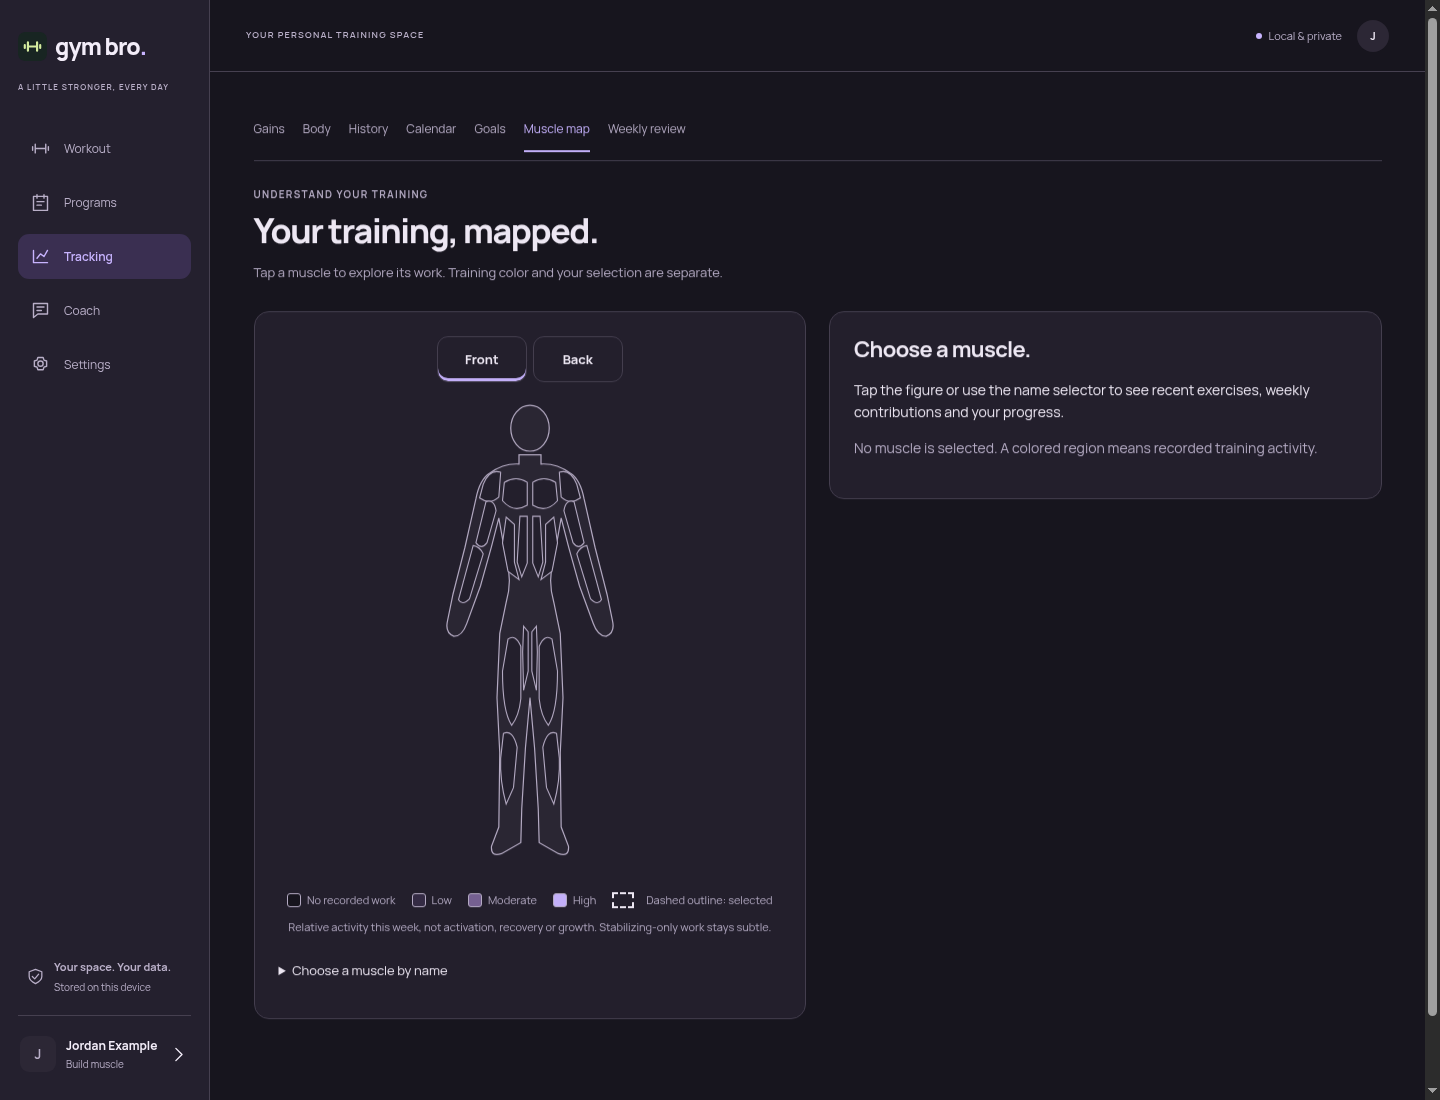 gym bro.
A LITTLE STRONGER, EVERY DAY
Workout
Programs
Tracking
Coach
Settings
Your space. Your data.
Stored on this device
J
Jordan Example
Build muscle
YOUR PERSONAL TRAINING SPACE
Local & private
J
Gains
Body
History
Calendar
Goals
Muscle map
Weekly review
UNDERSTAND YOUR TRAINING
Your training, mapped.
Tap a muscle to explore its work. Training color and your selection are separate.
Front
Back
No recorded work
Low
Moderate
High
Dashed outline: selected
Relative activity this week, not activation, recovery or growth. Stabilizing-only work stays subtle.
Choose a muscle by name
Choose a muscle.
Tap the figure or use the name selector to see recent exercises, weekly
contributions and your progress.
No muscle is selected. A colored region means recorded training activity.